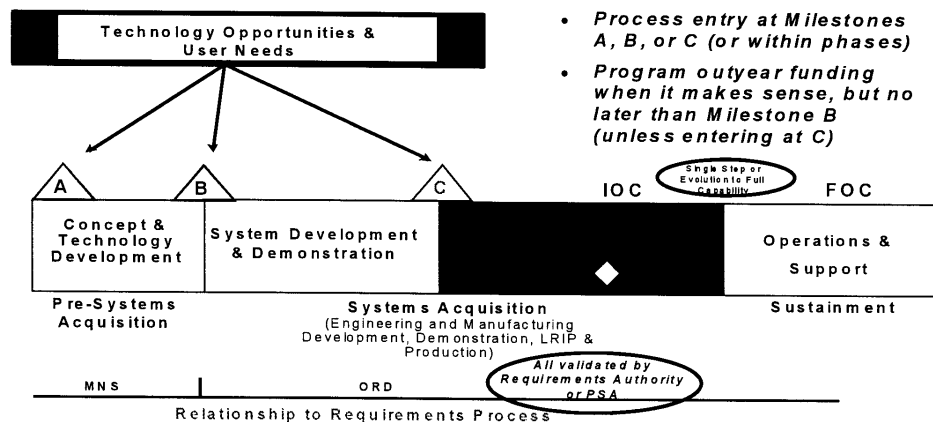 Technology Opportunities &
User Needs
• Process entry at Milestones
A, B, or C (or within phases)
• Program outyear funding
when it makes sense, but no
later than Milestone B
(unless entering at C)
A
B
C
IOC
Single Step or
Evolution to Full
Capability
FOC
Concept &
Technology
Development
System Development
& Demonstration
Operations &
Support
Pre-Systems
Acquisition
Systems Acquisition
(Engineering and Manufacturing
Development, Demonstration, LRIP &
Production)
Sustainment
MNS
ORD
All validated by
Requirements Authority
or PSA
Relationship to Requirements Process